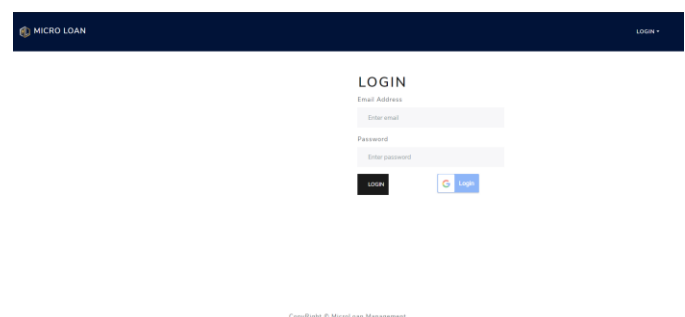 MICRO LOAN
LOGIN
LOGIN
Email Address
Enter email
Password
Enter password
LOGIN
Login
CopyRight © MicroLoan Management